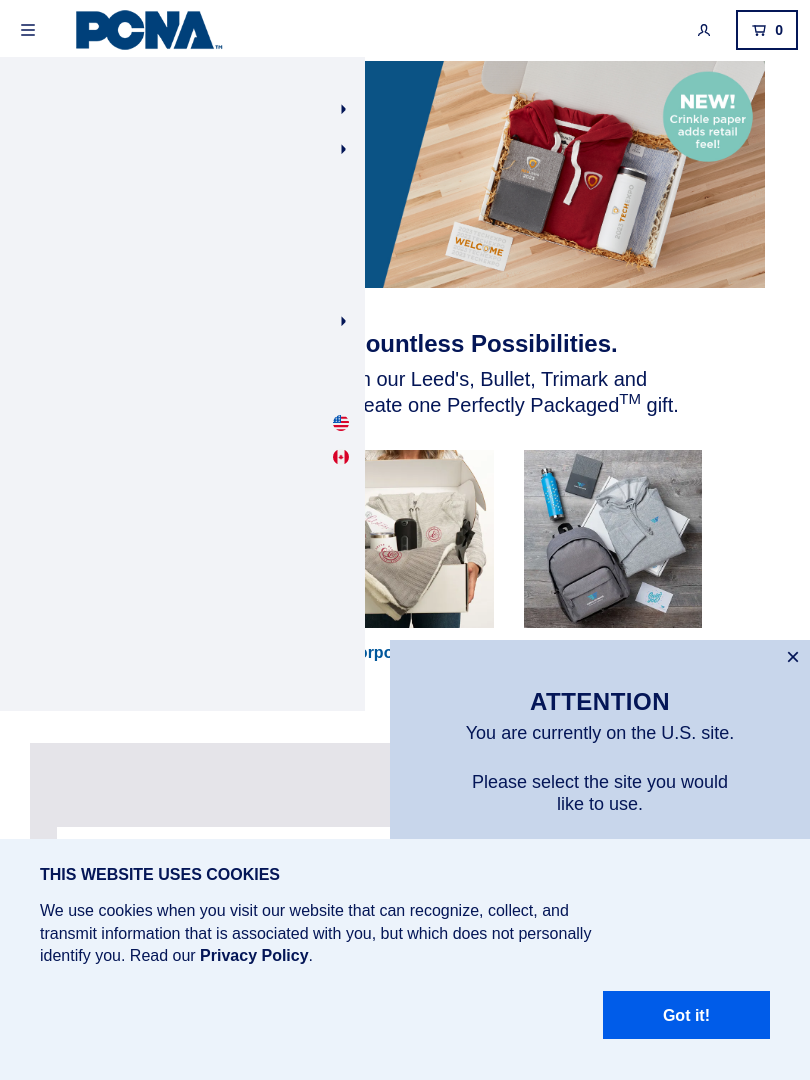 PCNA
TM
0
NEW!
Crinkle paper
adds retail
feel!
WELCOME
ountless Possibilities.
n our Leed's, Bullet, Trimark and
eate one Perfectly Packaged™ gift.
orpo
ATTENTION
You are currently on the U.S. site.
Please select the site you would
like to use.
THIS WEBSITE USES COOKIES
We use cookies when you visit our website that can recognize, collect, and
transmit information that is associated with you, but which does not personally
identify you. Read our Privacy Policy.
Got it!